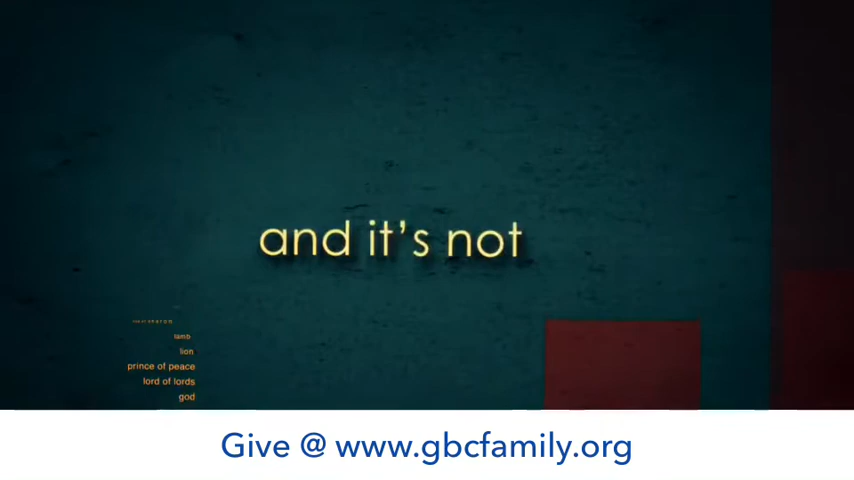 and it's not
lamb
lion
prince of peace
lord of lords
god
Give @ www.gbcfamily.org